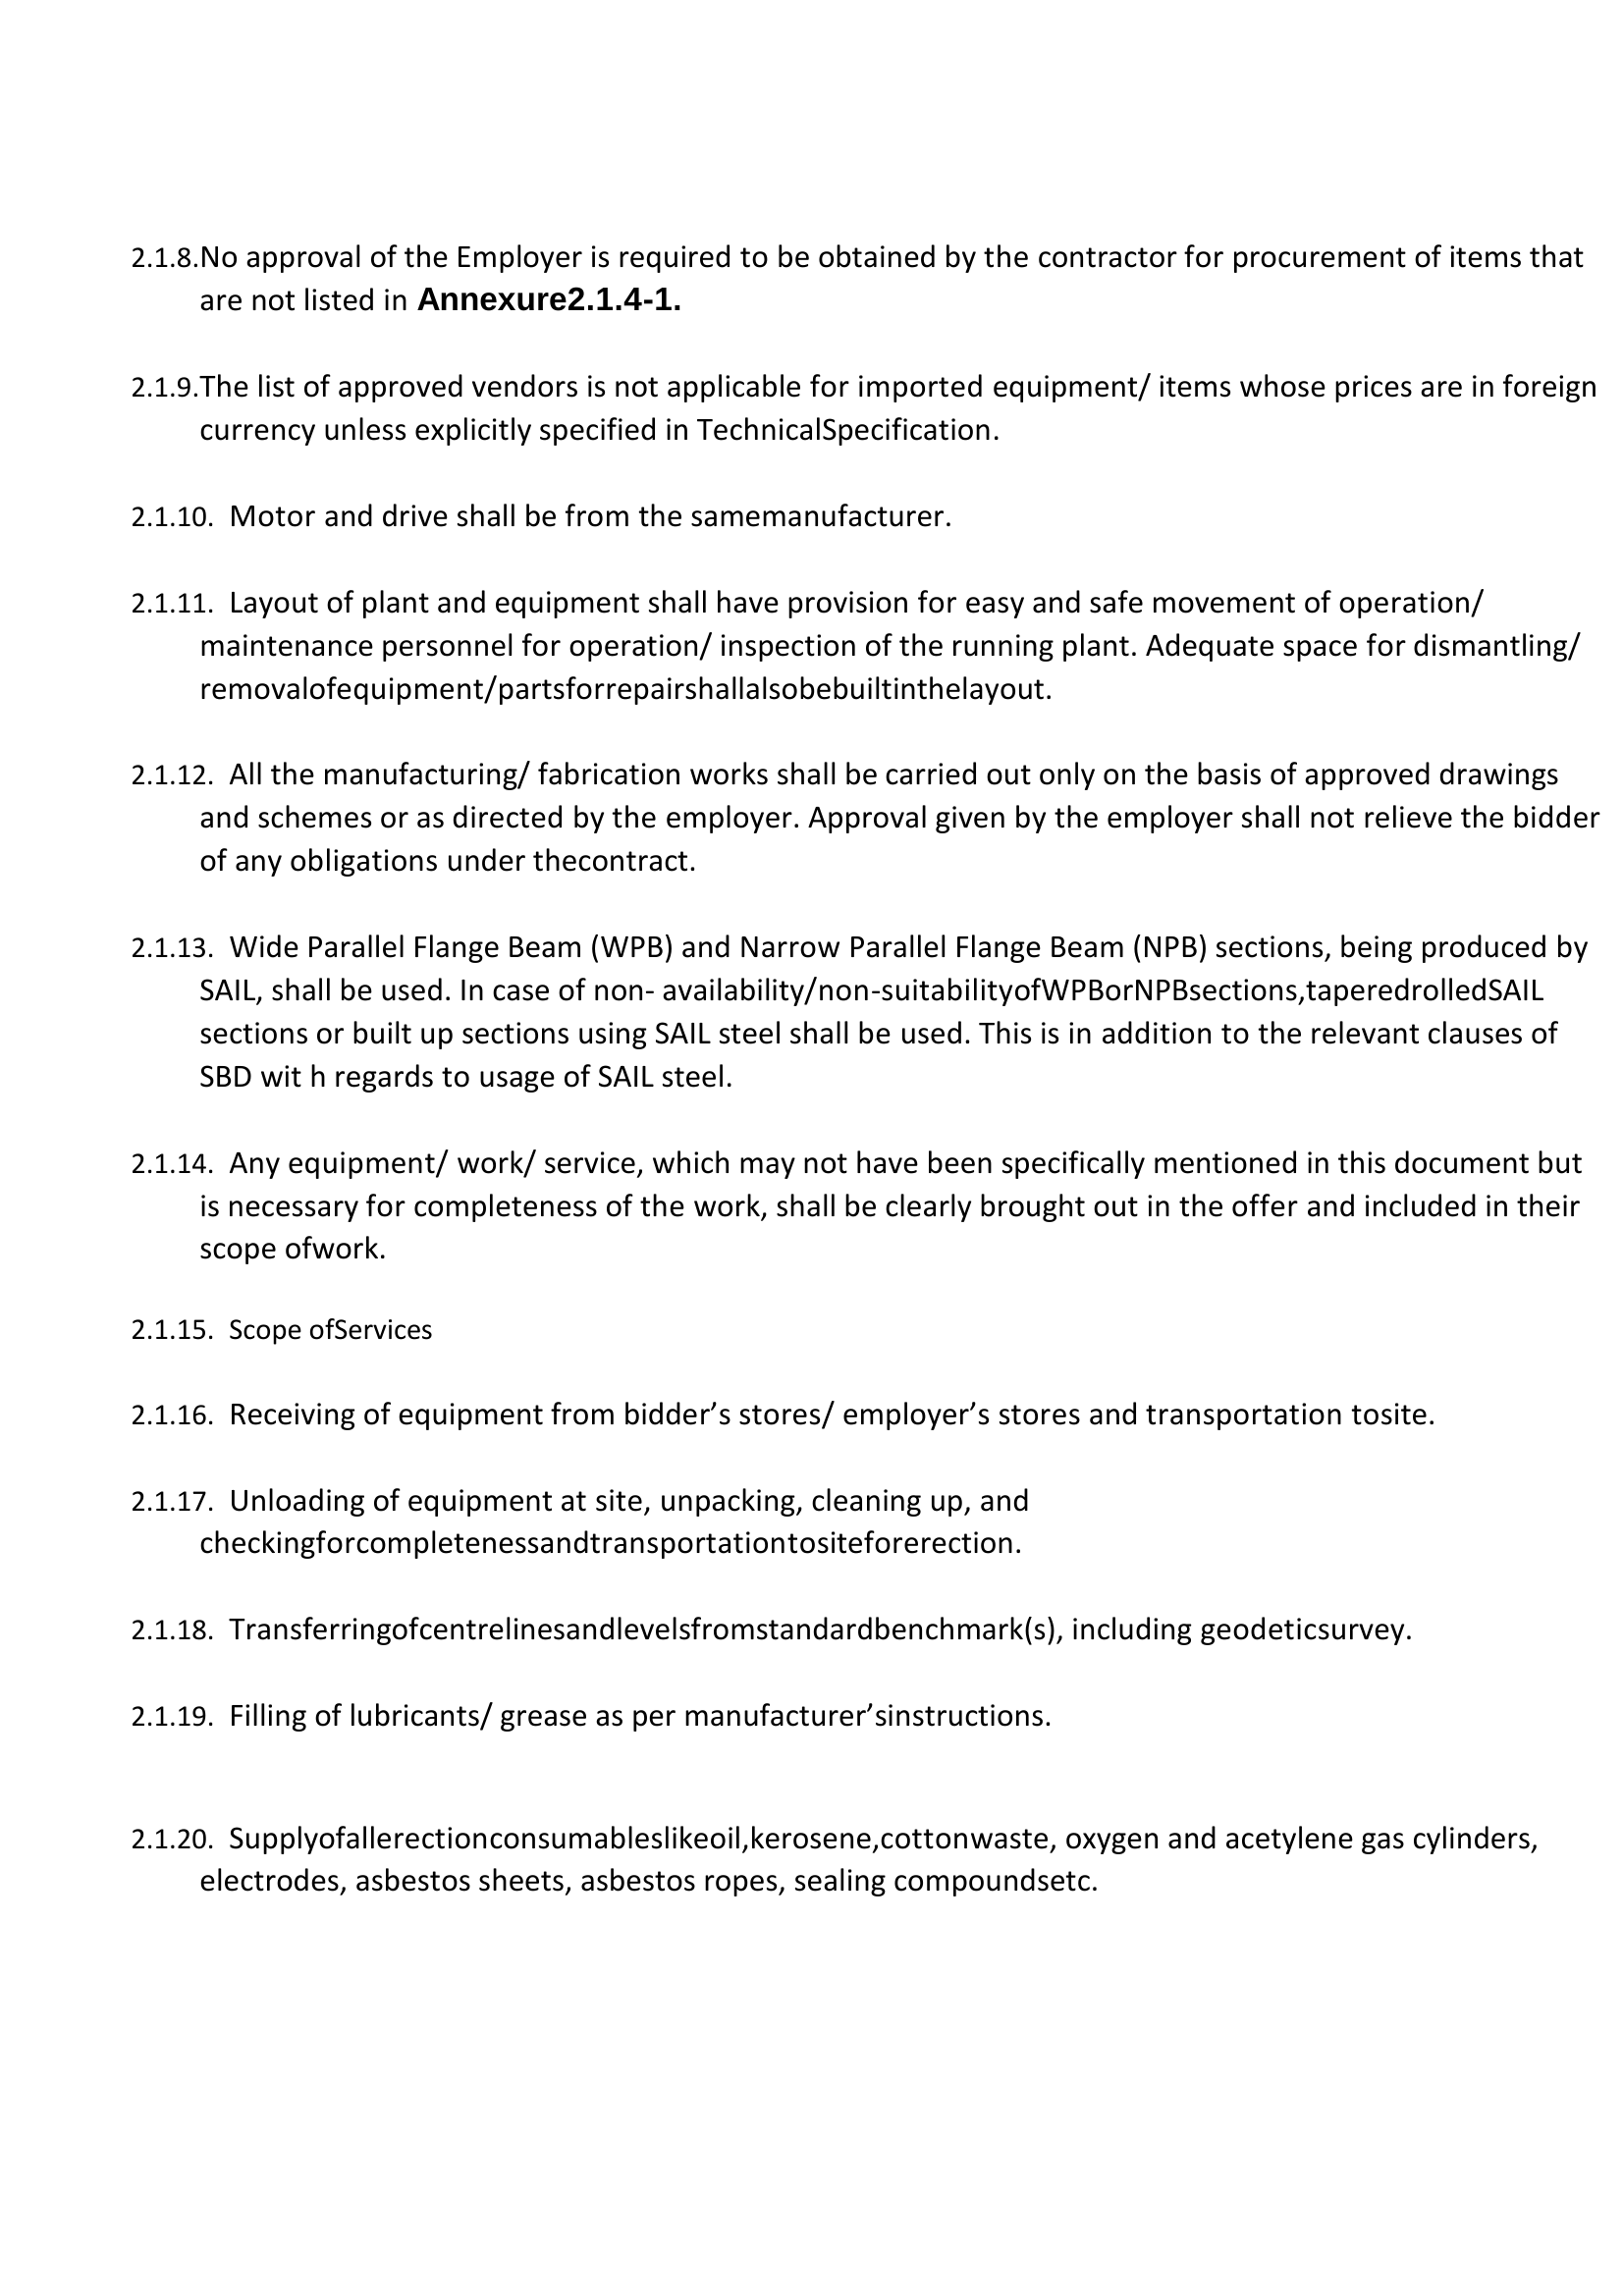 2.1.8.No approval of the Employer is required to be obtained by the contractor for procurement of items that
are not listed in Annexure2.1.4-1.
2.1.9.The list of approved vendors is not applicable for imported equipment/ items whose prices are in foreign
currency unless explicitly specified in TechnicalSpecification.
2.1.10. Motor and drive shall be from the samemanufacturer.
2.1.11. Layout of plant and equipment shall have provision for easy and safe movement of operation/
maintenance personnel for operation/ inspection of the running plant. Adequate space for dismantling/
removalofequipment/partsforrepairshallalsobebuiltinthelayout.
2.1.12. All the manufacturing/ fabrication works shall be carried out only on the basis of approved drawings
and schemes or as directed by the employer. Approval given by the employer shall not relieve the bidder
of any obligations under thecontract.
2.1.13. Wide Parallel Flange Beam (WPB) and Narrow Parallel Flange Beam (NPB) sections, being produced by
SAIL, shall be used. In case of non- availability/non-suitabilityofWPBorNPBsections,taperedrolledSAIL
sections or built up sections using SAIL steel shall be used. This is in addition to the relevant clauses of
SBD wit h regards to usage of SAIL steel.
2.1.14. Any equipment/ work/ service, which may not have been specifically mentioned in this document but
is necessary for completeness of the work, shall be clearly brought out in the offer and included in their
scope ofwork.
2.1.15. Scope ofServices
2.1.16. Receiving of equipment from bidder’s stores/ employer’s stores and transportation tosite.
2.1.17. Unloading of equipment at site, unpacking, cleaning up, and
checkingforcompletenessandtransportationtositeforerection.
2.1.18. Transferringofcentrelinesandlevelsfromstandardbenchmark(s), including geodeticsurvey.
2.1.19. Filling of lubricants/ grease as per manufacturer’sinstructions.
2.1.20. Supplyofallerectionconsumableslikeoil,kerosene,cottonwaste, oxygen and acetylene gas cylinders,
electrodes, asbestos sheets, asbestos ropes, sealing compoundsetc.